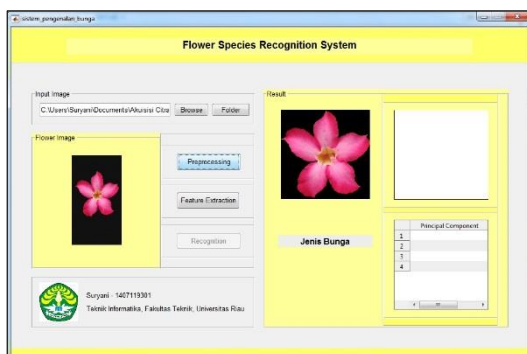 sistem_pengenalan_bunga
Flower Species Recognition System
Input Image
C:\Users\Suryani\Documents\Akuisisi Citra
Browse
Folder
Flower Image
Preprocessing
Feature Extraction
Recognition
Suryani - 1407119301
Teknik Informatika, Fakultas Teknik, Universitas Riau
Result
Jenis Bunga
Principal Component
1
2
3
4